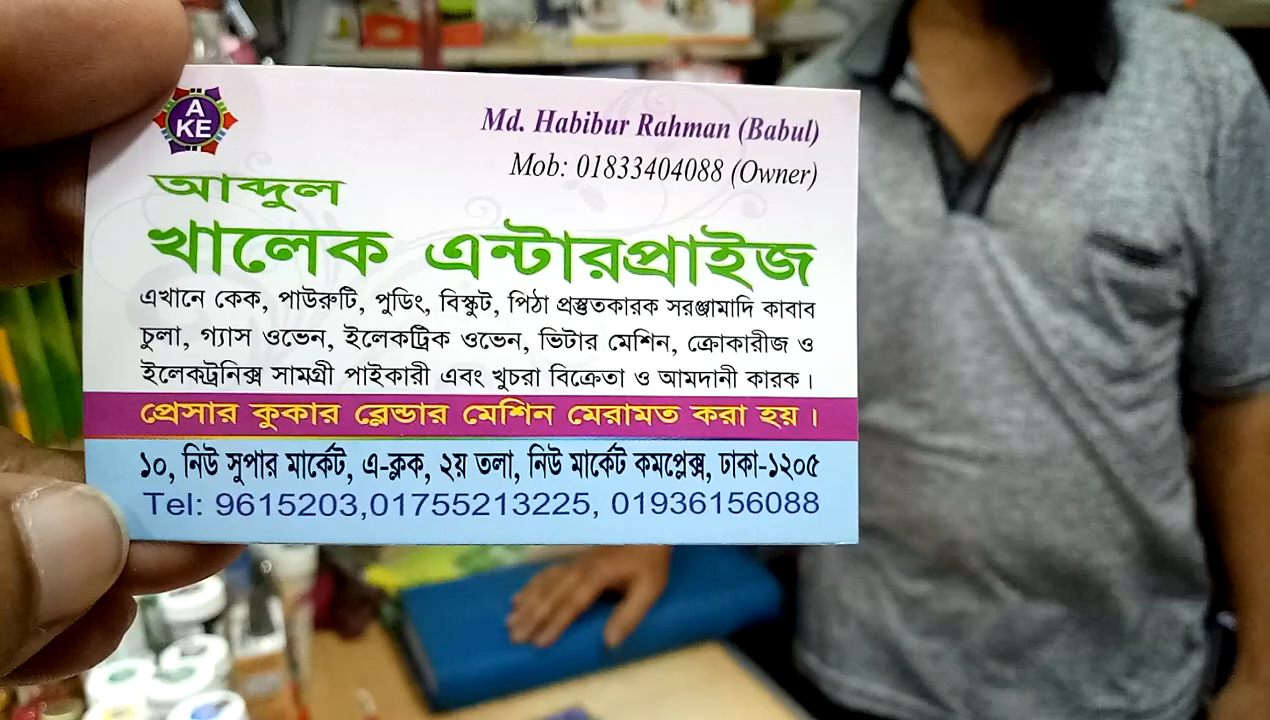 A
KE
Md. Habibur Rahman (Babul)
Mob: 01833404088 (Owner)
আব্দুল
খালেক এন্টারপ্রাইজ
এখানে কেক, পাউরুটি, পুডিং, বিস্কুট, পিঠা প্রস্তুতকারক সরঞ্জামাদি কাবাব
চুলা, গ্যাস ওভেন, ইলেকট্রিক ওভেন, ভিটার মেশিন, ক্রোকারীজ ও
ইলেকট্রনিক্স সামগ্রী পাইকারী এবং খুচরা বিক্রেতা ও আমদানী কারক।
প্রেসার কুকার ব্লেন্ডার মেশিন মেরামত করা হয়।
১০, নিউ সুপার মার্কেট, এ-ব্লক, ২য় তলা, নিউ মার্কেট কমপ্লেক্স, ঢাকা-১২০৫
Tel: 9615203,01755213225, 01936156088